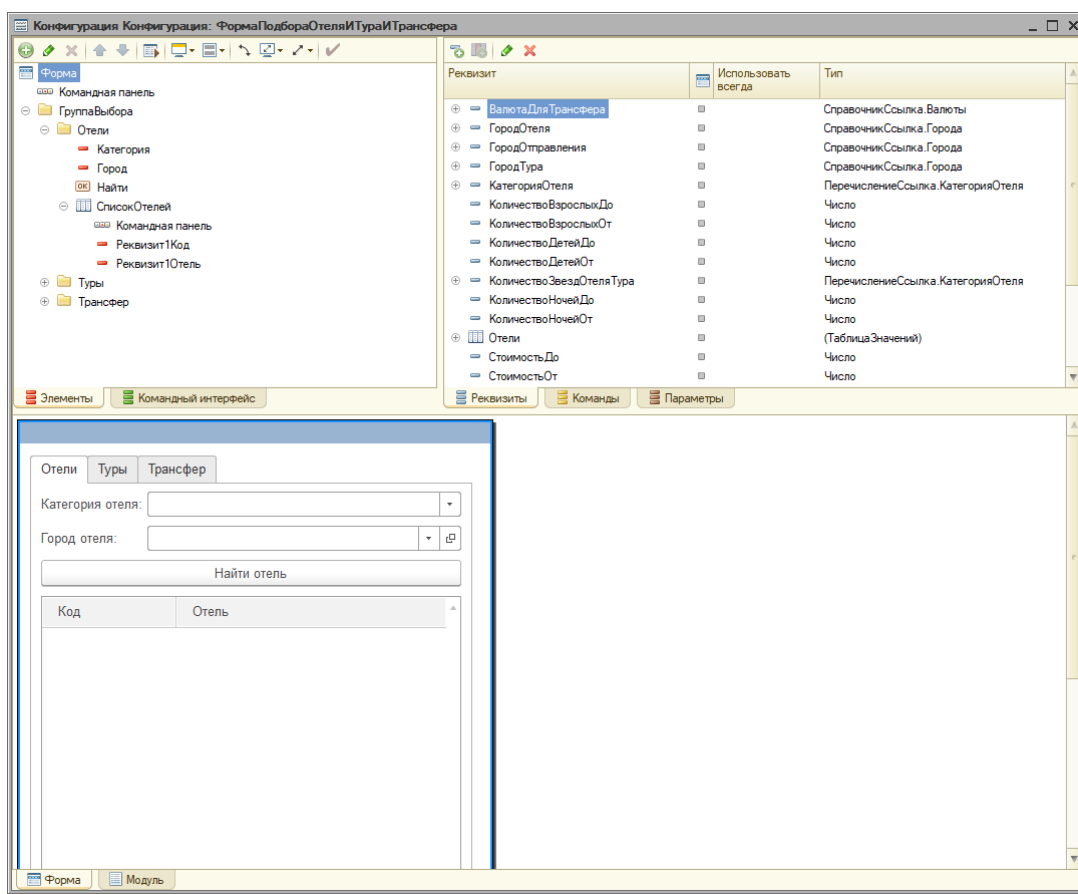 Конфигурация Конфигурация: ФормаПодбораОтеляИТураИТрансфера
Форма
Командная панель
ГруппаВыбора
Отели
Категория
Город
OK Найти
СписокОтелей
Командная панель
Реквизит1Код
Реквизит1Отель
Туры
Трансфер
Элементы
Командный интерфейс
Реквизит
Использовать всегда
Тип
ВалютаДляТрансфера СправочникСсылка.Валюты
ГородОтеля СправочникСсылка.Города
ГородОтправления СправочникСсылка.Города
ГородТура СправочникСсылка.Города
КатегорияОтеля ПеречислениеСсылка.КатегорияОтеля
КоличествоВзрослыхДо Число
КоличествоВзрослыхОт Число
КоличествоДетейДо Число
КоличествоДетейОт Число
КоличествоЗвездОтеляТура ПеречислениеСсылка.КатегорияОтеля
КоличествоНочейДо Число
КоличествоНочейОт Число
Отели (ТаблицаЗначений)
СтоимостьДо Число
СтоимостьОт Число
Реквизиты
Команды
Параметры
Отели Туры Трансфер
Категория отеля:
Город отеля:
Найти отель
Код Отель
Форма Модуль